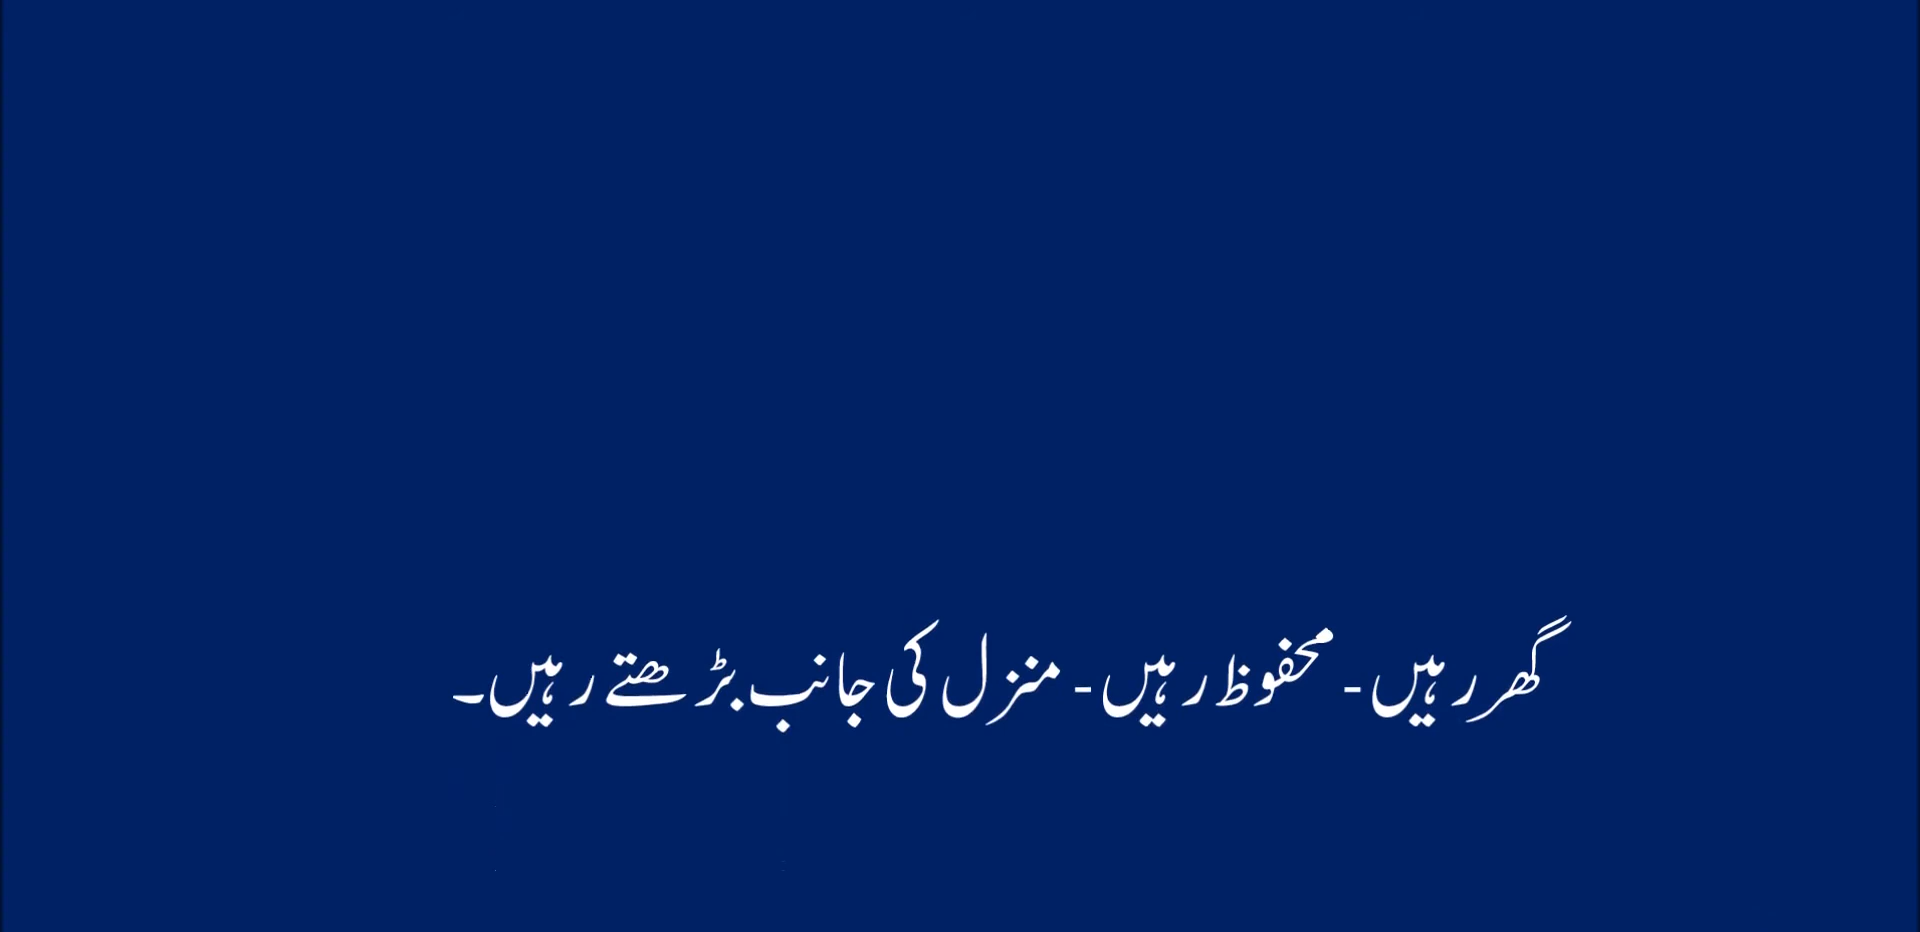 گھر رہیں - محفوظ رہیں - منزل کی جانب بڑھتے رہیں۔